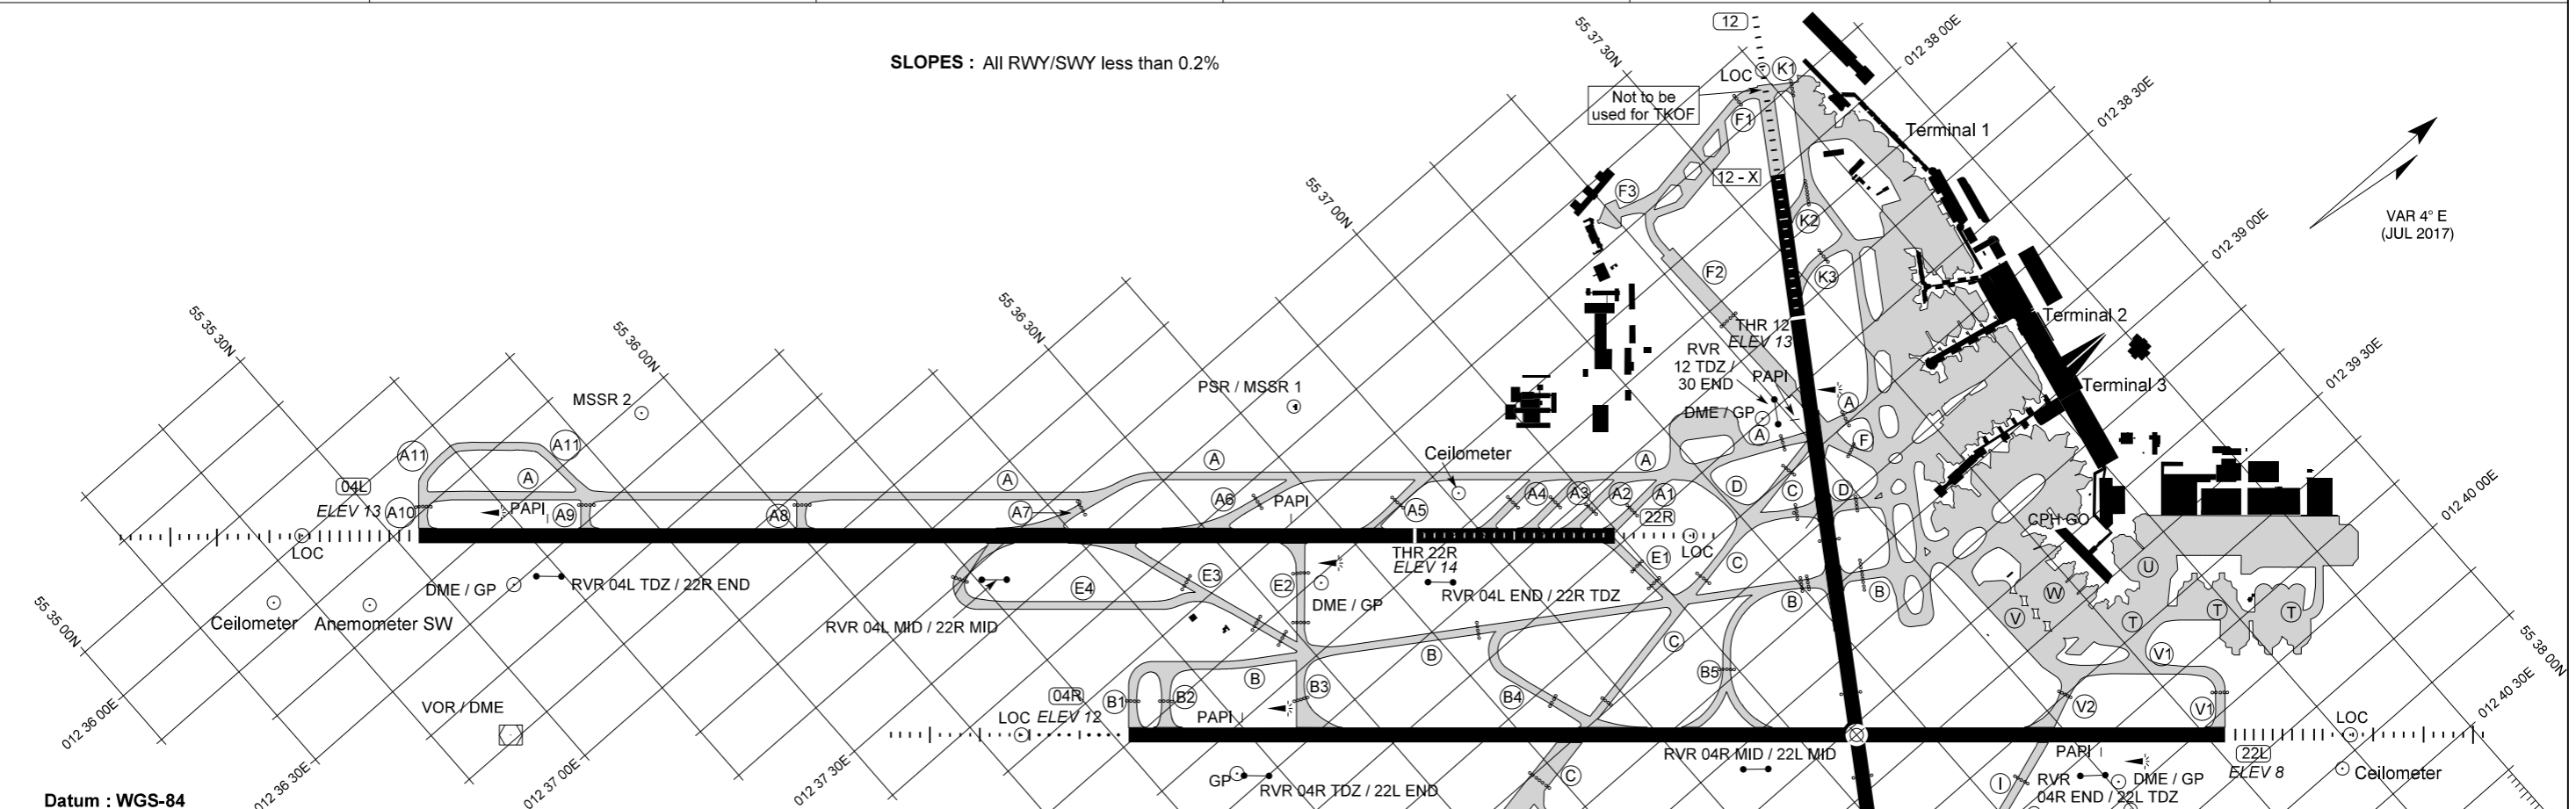 SLOPES : All RWY/SWY less than 0.2%
12
LOC
K1
Not to be
used for TKOF
F1
12 - X
F3
F2
K2
K3
Terminal 1
Terminal 2
Terminal 3
55 37 30N
012 38 00E
012 38 30E
012 39 00E
012 39 30E
012 40 00E
55 38 00N
012 40 30E
VAR 4° E
(JUL 2017)
55 37 00N
55 36 30N
55 36 00N
55 35 30N
55 35 00N
012 36 00E
012 36 30E
012 37 00E
012 37 30E
THR 12
ELEV 13
RVR
12 TDZ /
30 END
PAPI
DME / GP
A
A
F
D
C
D
MSSR 2
PSR / MSSR 1
Ceilometer
A11
A11
A
A
A
A
04L
ELEV 13
A10
PAPI
A9
A8
A7
A6
PAPI
A5
A4
A3
A2
A1
22R
LOC
LOC
THR 22R
ELEV 14
E1
C
B
B
DME / GP
RVR 04L TDZ / 22R END
E4
E3
E2
DME / GP
RVR 04L END / 22R TDZ
RVR 04L MID / 22R MID
Ceilometer
Anemometer SW
VOR / DME
CPH GO
U
W
V
T
T
T
V1
V2
V1
B
B
B1
B2
B3
B4
B5
C
C
04R
LOC
ELEV 12
PAPI
GP
RVR 04R TDZ / 22L END
RVR 04R MID / 22L MID
I
PAPI
RVR
04R END / 22L TDZ
DME / GP
22L
ELEV 8
LOC
Ceilometer
Datum : WGS-84